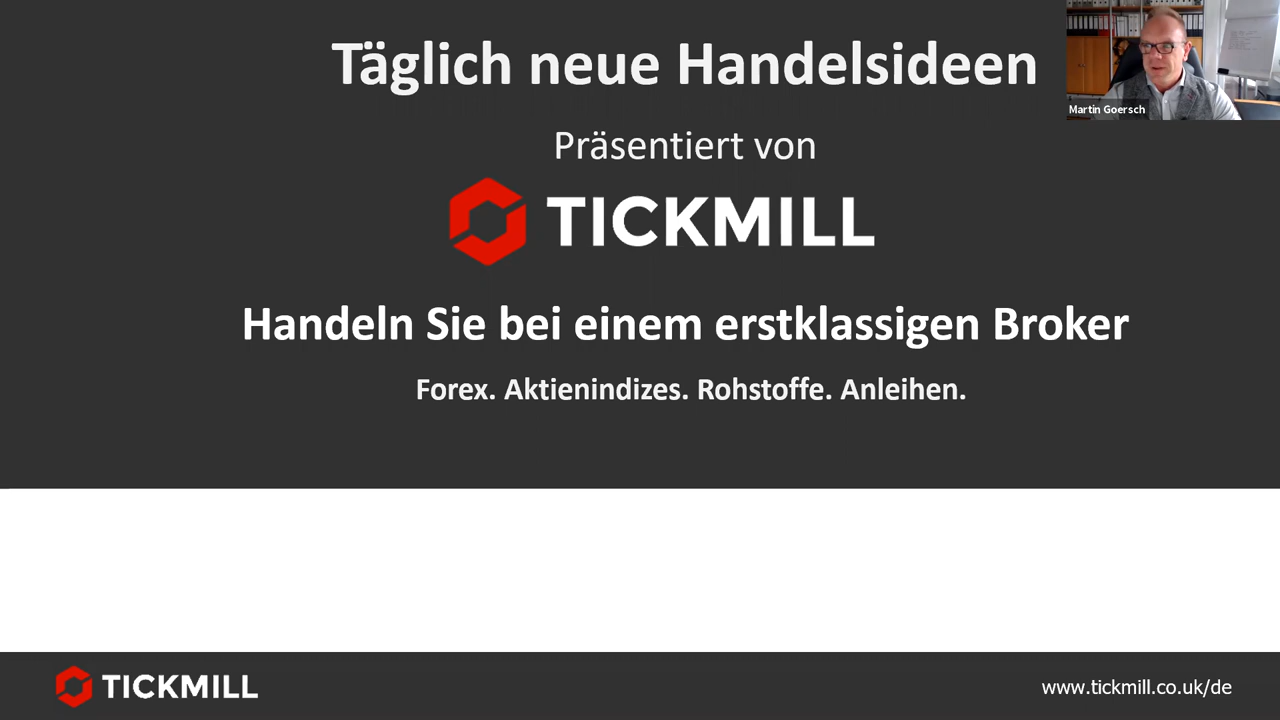 Täglich neue Handelsideen
Martin Goersch
Präsentiert von
TICKMILL
Handeln Sie bei einem erstklassigen Broker
Forex. Aktienindizes. Rohstoffe. Anleihen.
TICKMILL
www.tickmill.co.uk/de